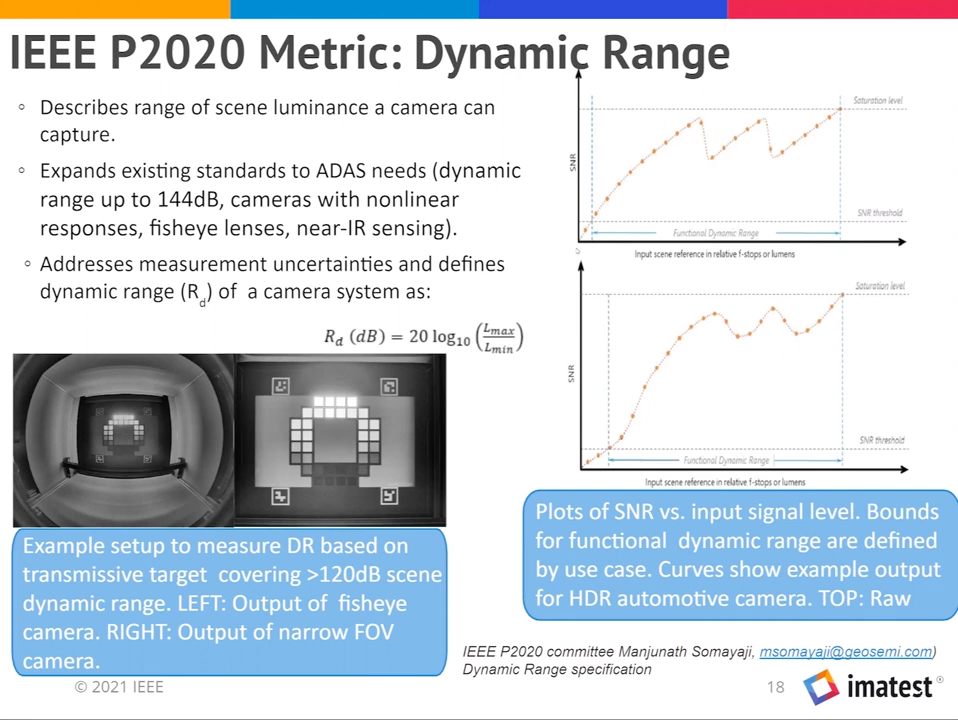 IEEE P2020 Metric: Dynamic Range
◦ Describes range of scene luminance a camera can
capture.
◦ Expands existing standards to ADAS needs (dynamic
range up to 144dB, cameras with nonlinear
responses, fisheye lenses, near-IR sensing).
◦ Addresses measurement uncertainties and defines
dynamic range (Rd) of a camera system as:
Rd (dB) = 20 log10 (Lmax/Lmin)
Example setup to measure DR based on
transmissive target covering >120dB scene
dynamic range. LEFT: Output of fisheye
camera. RIGHT: Output of narrow FOV
camera.
Saturation level
SNR
SNR threshold
Functional Dynamic Range
Input scene reference in relative f-stops or lumens
Saturation level
SNR
SNR threshold
Functional Dynamic Range
Input scene reference in relative f-stops or lumens
Plots of SNR vs. input signal level. Bounds
for functional dynamic range are defined
by use case. Curves show example output
for HDR automotive camera. TOP: Raw
IEEE P2020 committee Manjunath Somayaji, msomayaji@geosemi.com)
Dynamic Range specification
© 2021 IEEE
18
imatest®